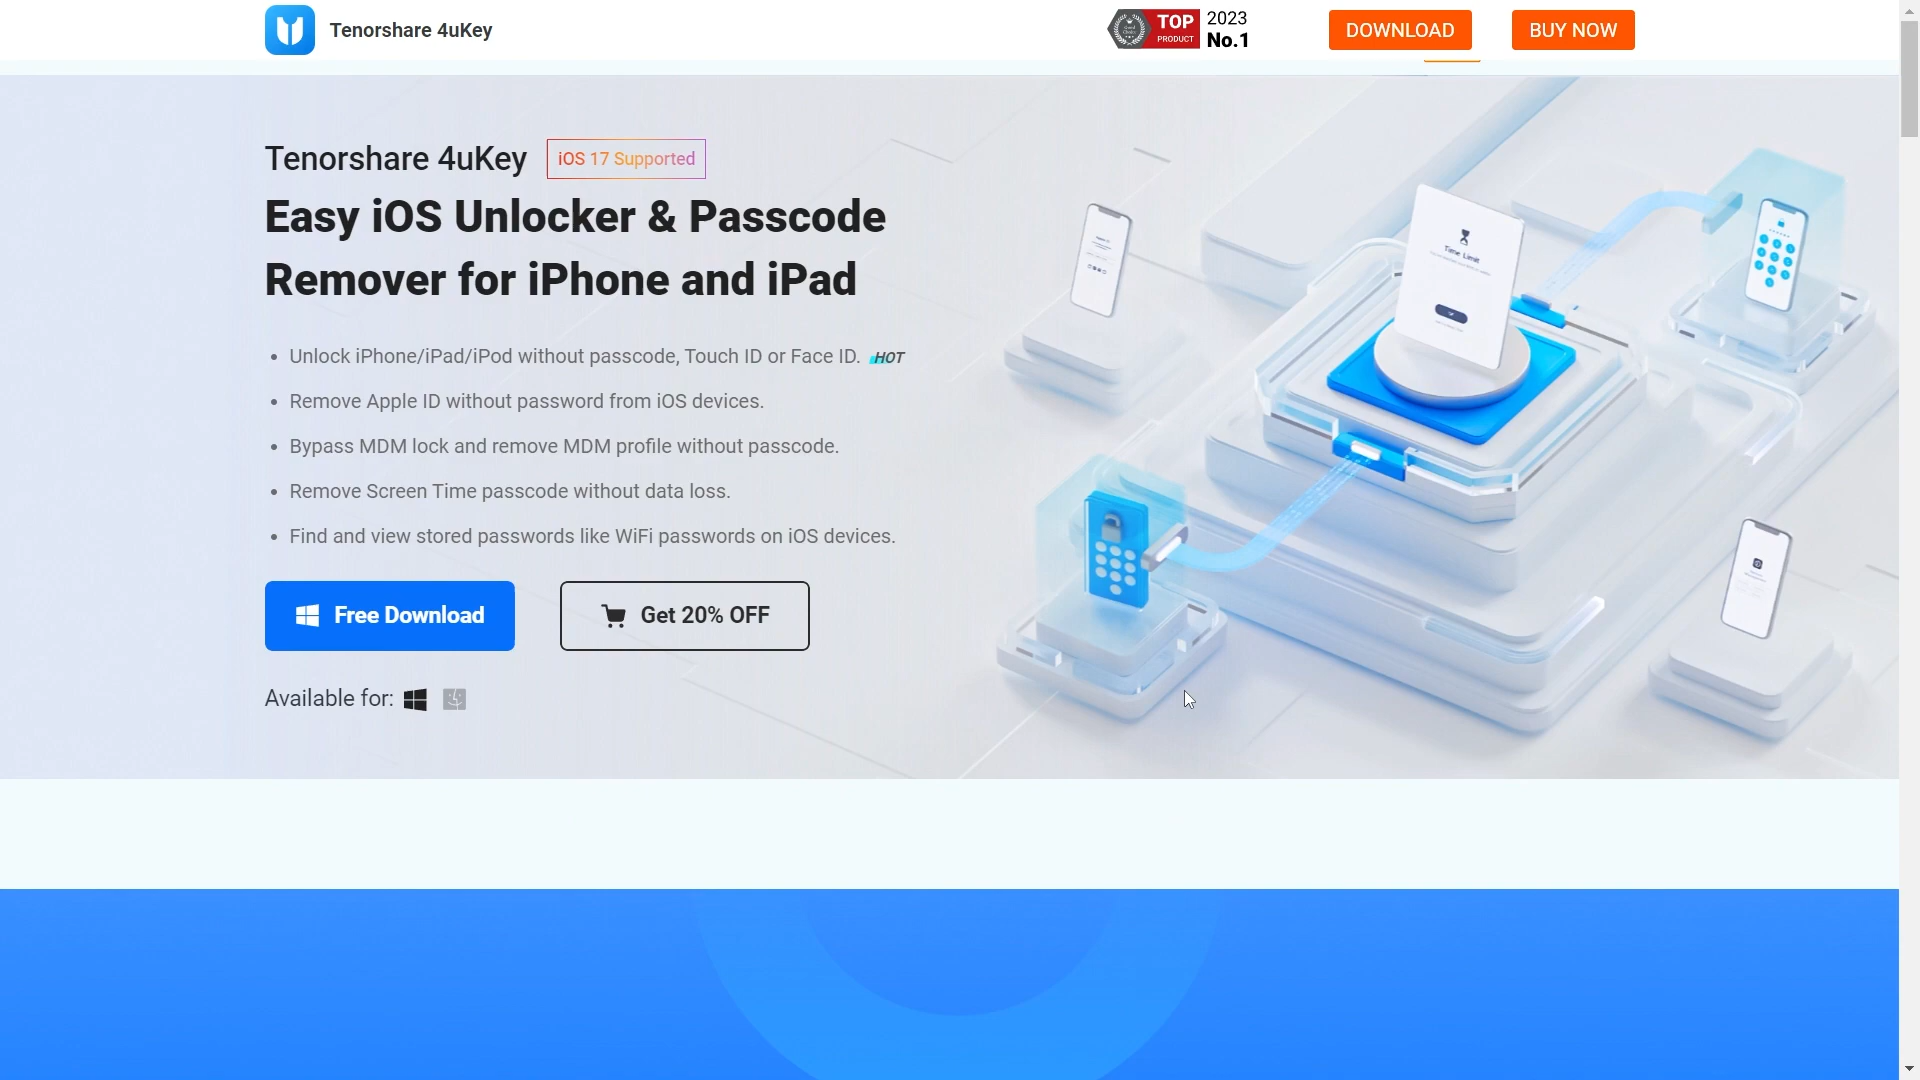 Tenorshare 4uKey
TOP
PRODUCT
2023
No.1
DOWNLOAD
BUY NOW
Tenorshare 4uKey
iOS 17 Supported
Easy iOS Unlocker & Passcode
Remover for iPhone and iPad
Unlock iPhone/iPad/iPod without passcode, Touch ID or Face ID. HOT
Remove Apple ID without password from iOS devices.
Bypass MDM lock and remove MDM profile without passcode.
Remove Screen Time passcode without data loss.
Find and view stored passwords like WiFi passwords on iOS devices.
Free Download
Get 20% OFF
Available for:
Time Limit